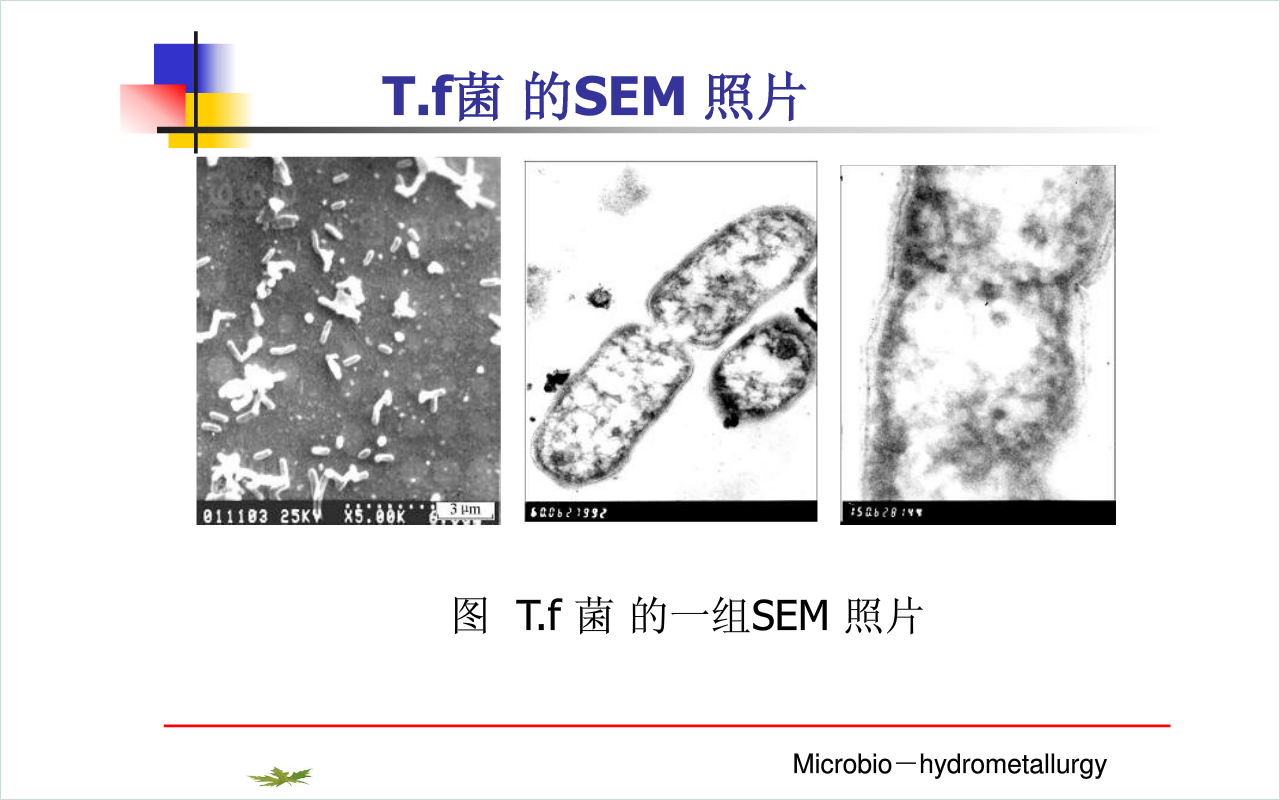 T.f菌 的SEM 照片
011103 25KV X5.00K
3 μm
图 T.f 菌 的一组SEM 照片
Microbio－hydrometallurgy